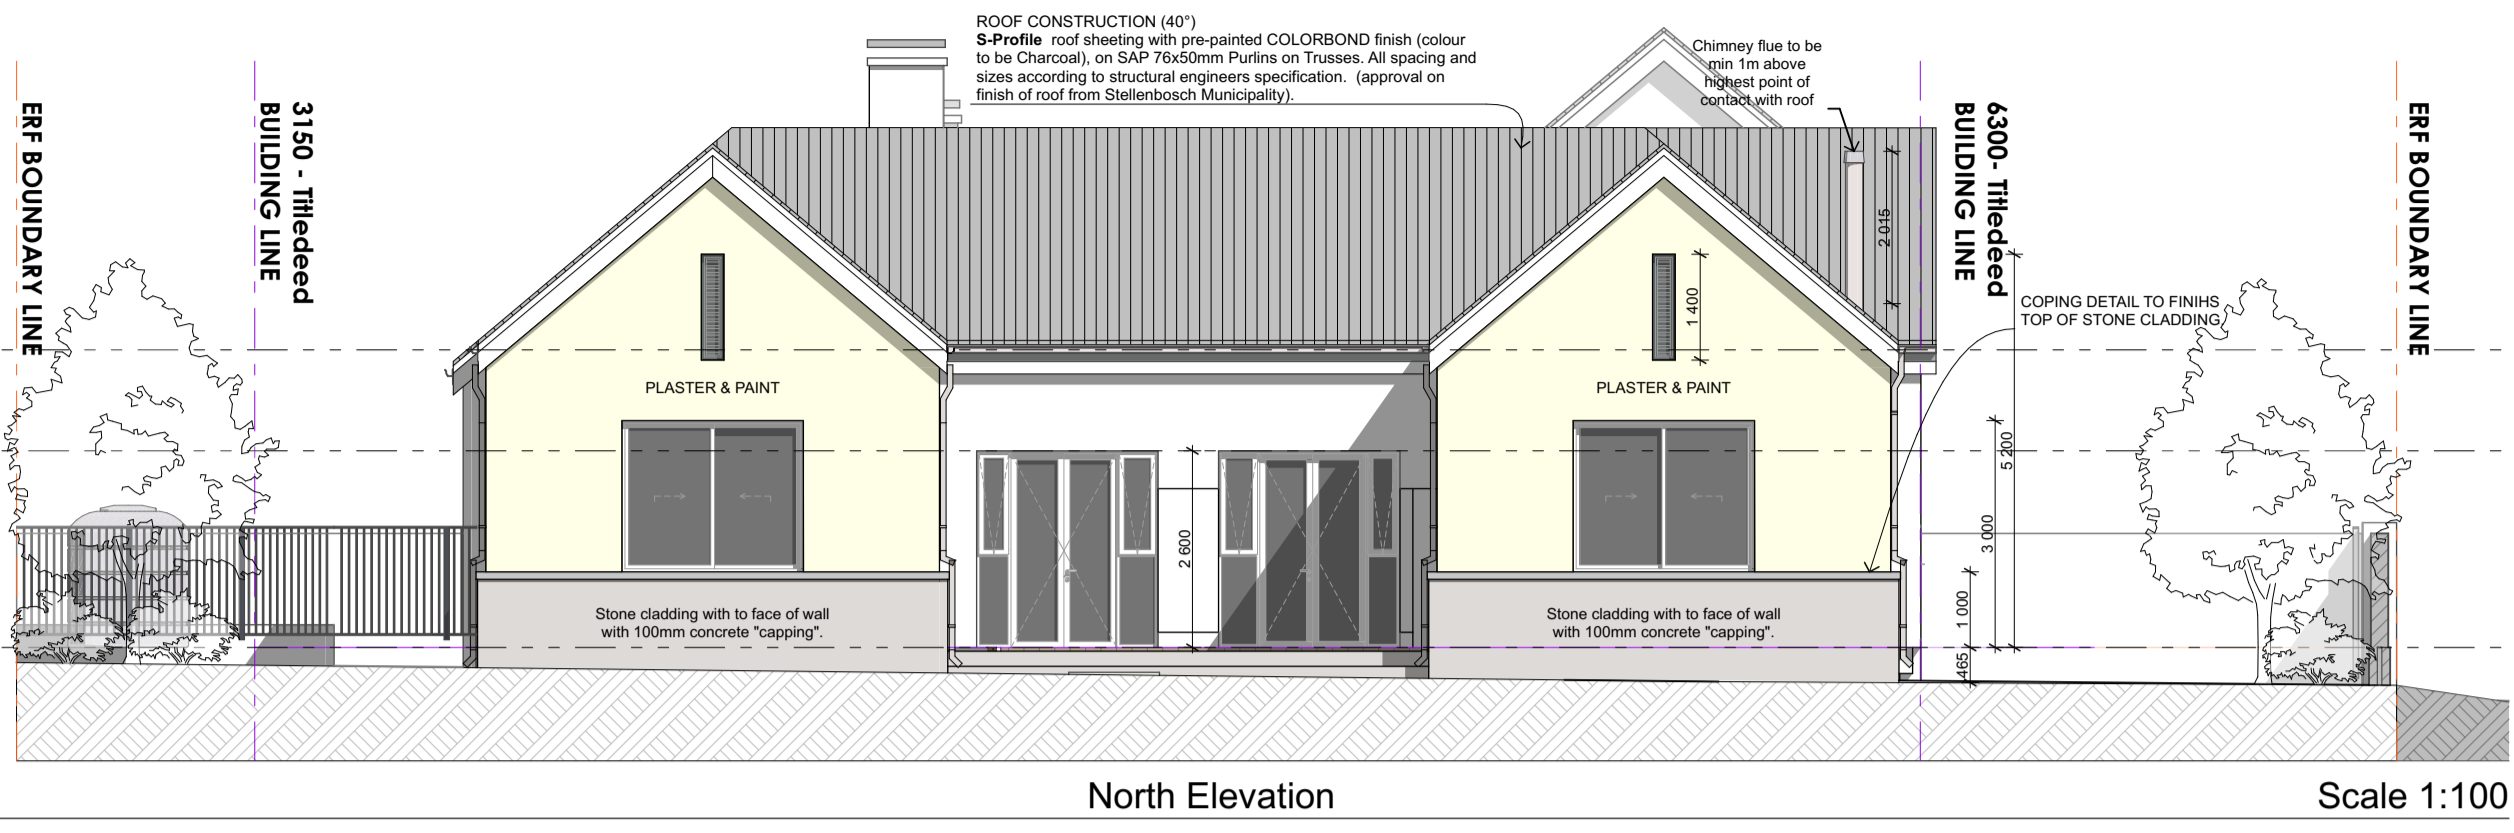 ROOF CONSTRUCTION (40°)
S-Profile roof sheeting with pre-painted COLORBOND finish (colour
to be Charcoal), on SAP 76x50mm Purlins on Trusses. All spacing and
sizes according to structural engineers specification. (approval on
finish of roof from Stellenbosch Municipality).
Chimney flue to be
min 1m above
highest point of
contact with roof
ERF BOUNDARY LINE
3150 - Titledeed
BUILDING LINE
6300- Titledeed
BUILDING LINE
ERF BOUNDARY LINE
2 015
1 400
COPING DETAIL TO FINIHS
TOP OF STONE CLADDING
PLASTER & PAINT
PLASTER & PAINT
5 200
3 000
2 600
1 000
465
Stone cladding with to face of wall
with 100mm concrete "capping".
Stone cladding with to face of wall
with 100mm concrete "capping".
North Elevation
Scale 1:100